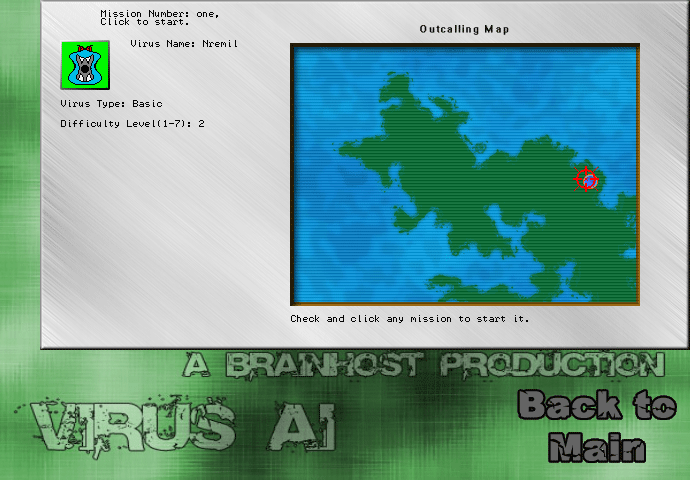 Mission Number: one,
Click to start.
Outcalling Map
Virus Name: Nremil
Virus Type: Basic
Difficulty Level(1-7): 2
Check and click any mission to start it.
A BRAINHOST PRODUCTION
VIRUS AI
Back to
Main